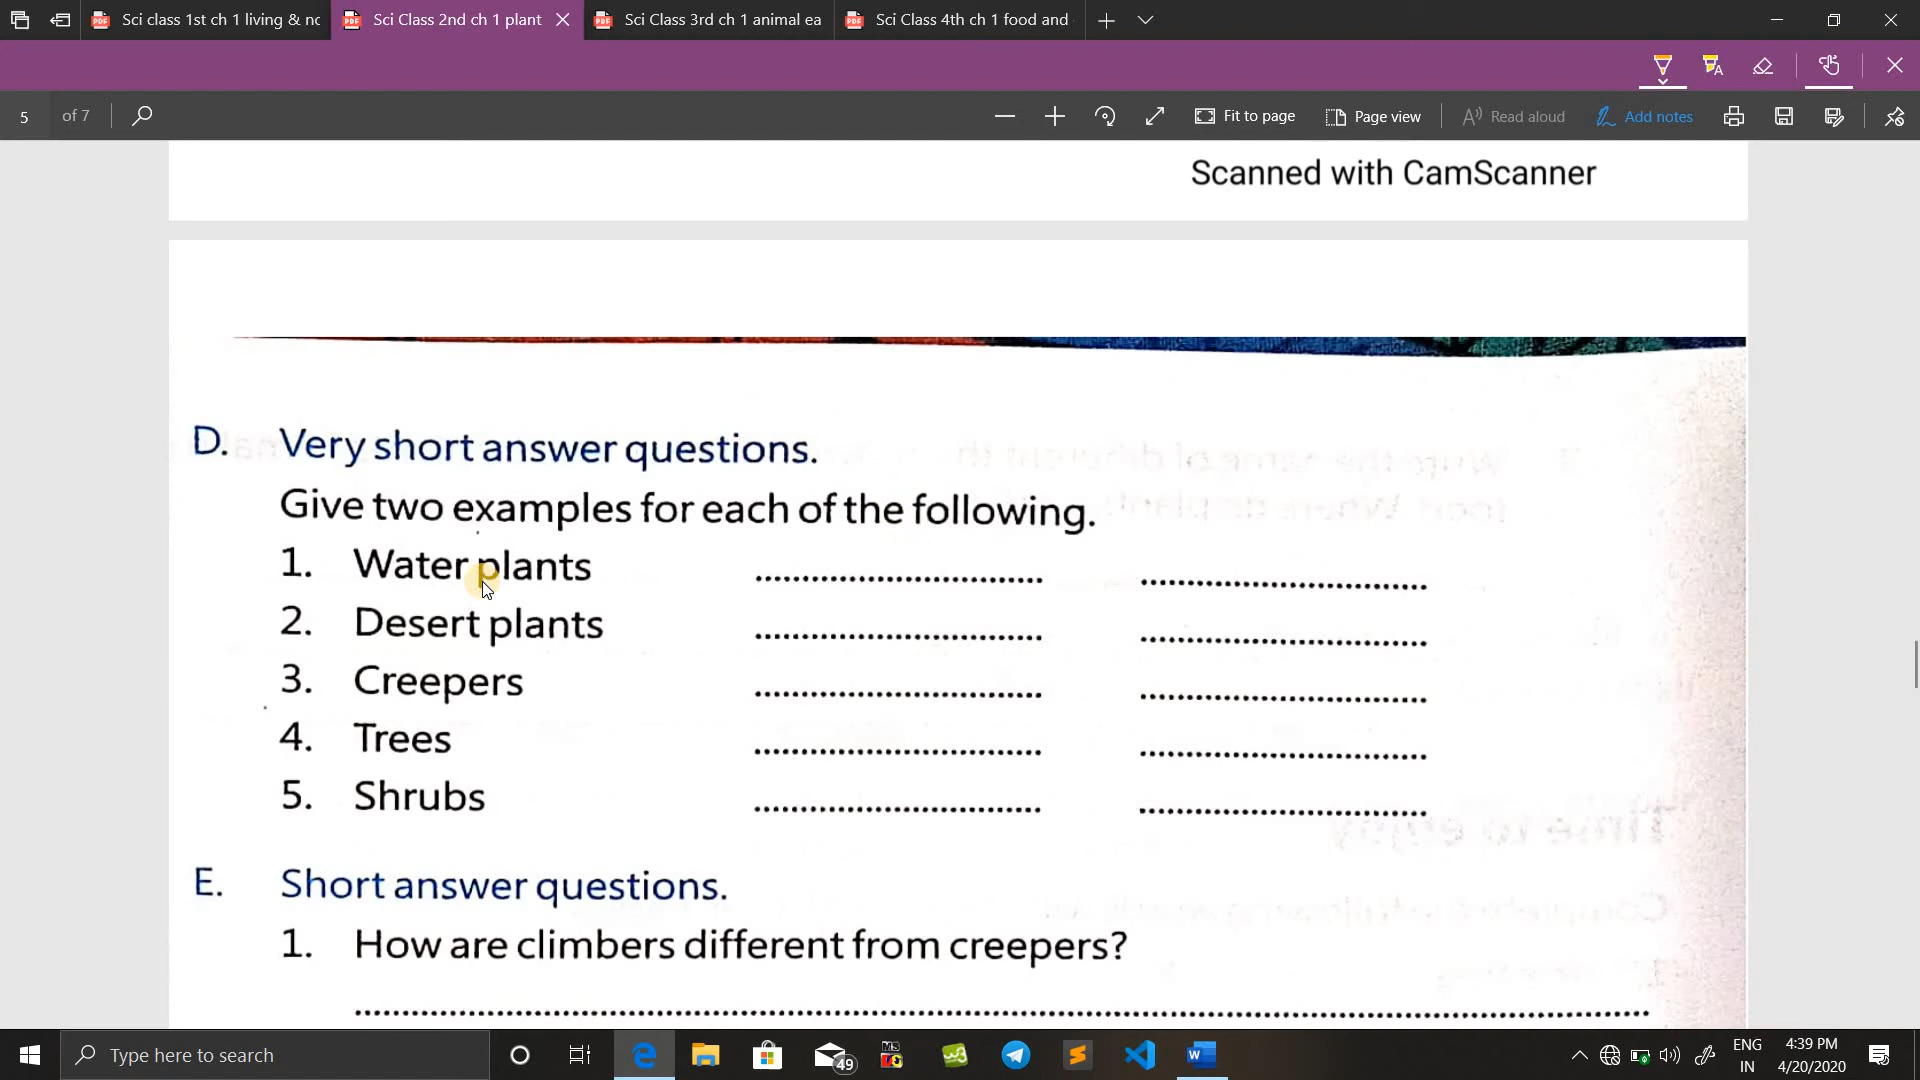 Sci class 1st ch 1 living & nc
Sci Class 2nd ch 1 plant
Sci Class 3rd ch 1 animal ea
Sci Class 4th ch 1 food and
5 of 7
Fit to page
Page view
Read aloud
Add notes
Scanned with CamScanner
D. Very short answer questions.
Give two examples for each of the following.
1. Water plants ........................ ........................
2. Desert plants ........................ ........................
3. Creepers ........................ ........................
4. Trees ........................ ........................
5. Shrubs ........................ ........................
E. Short answer questions.
1. How are climbers different from creepers?
Type here to search
49
ENG
IN
4:39 PM
4/20/2020